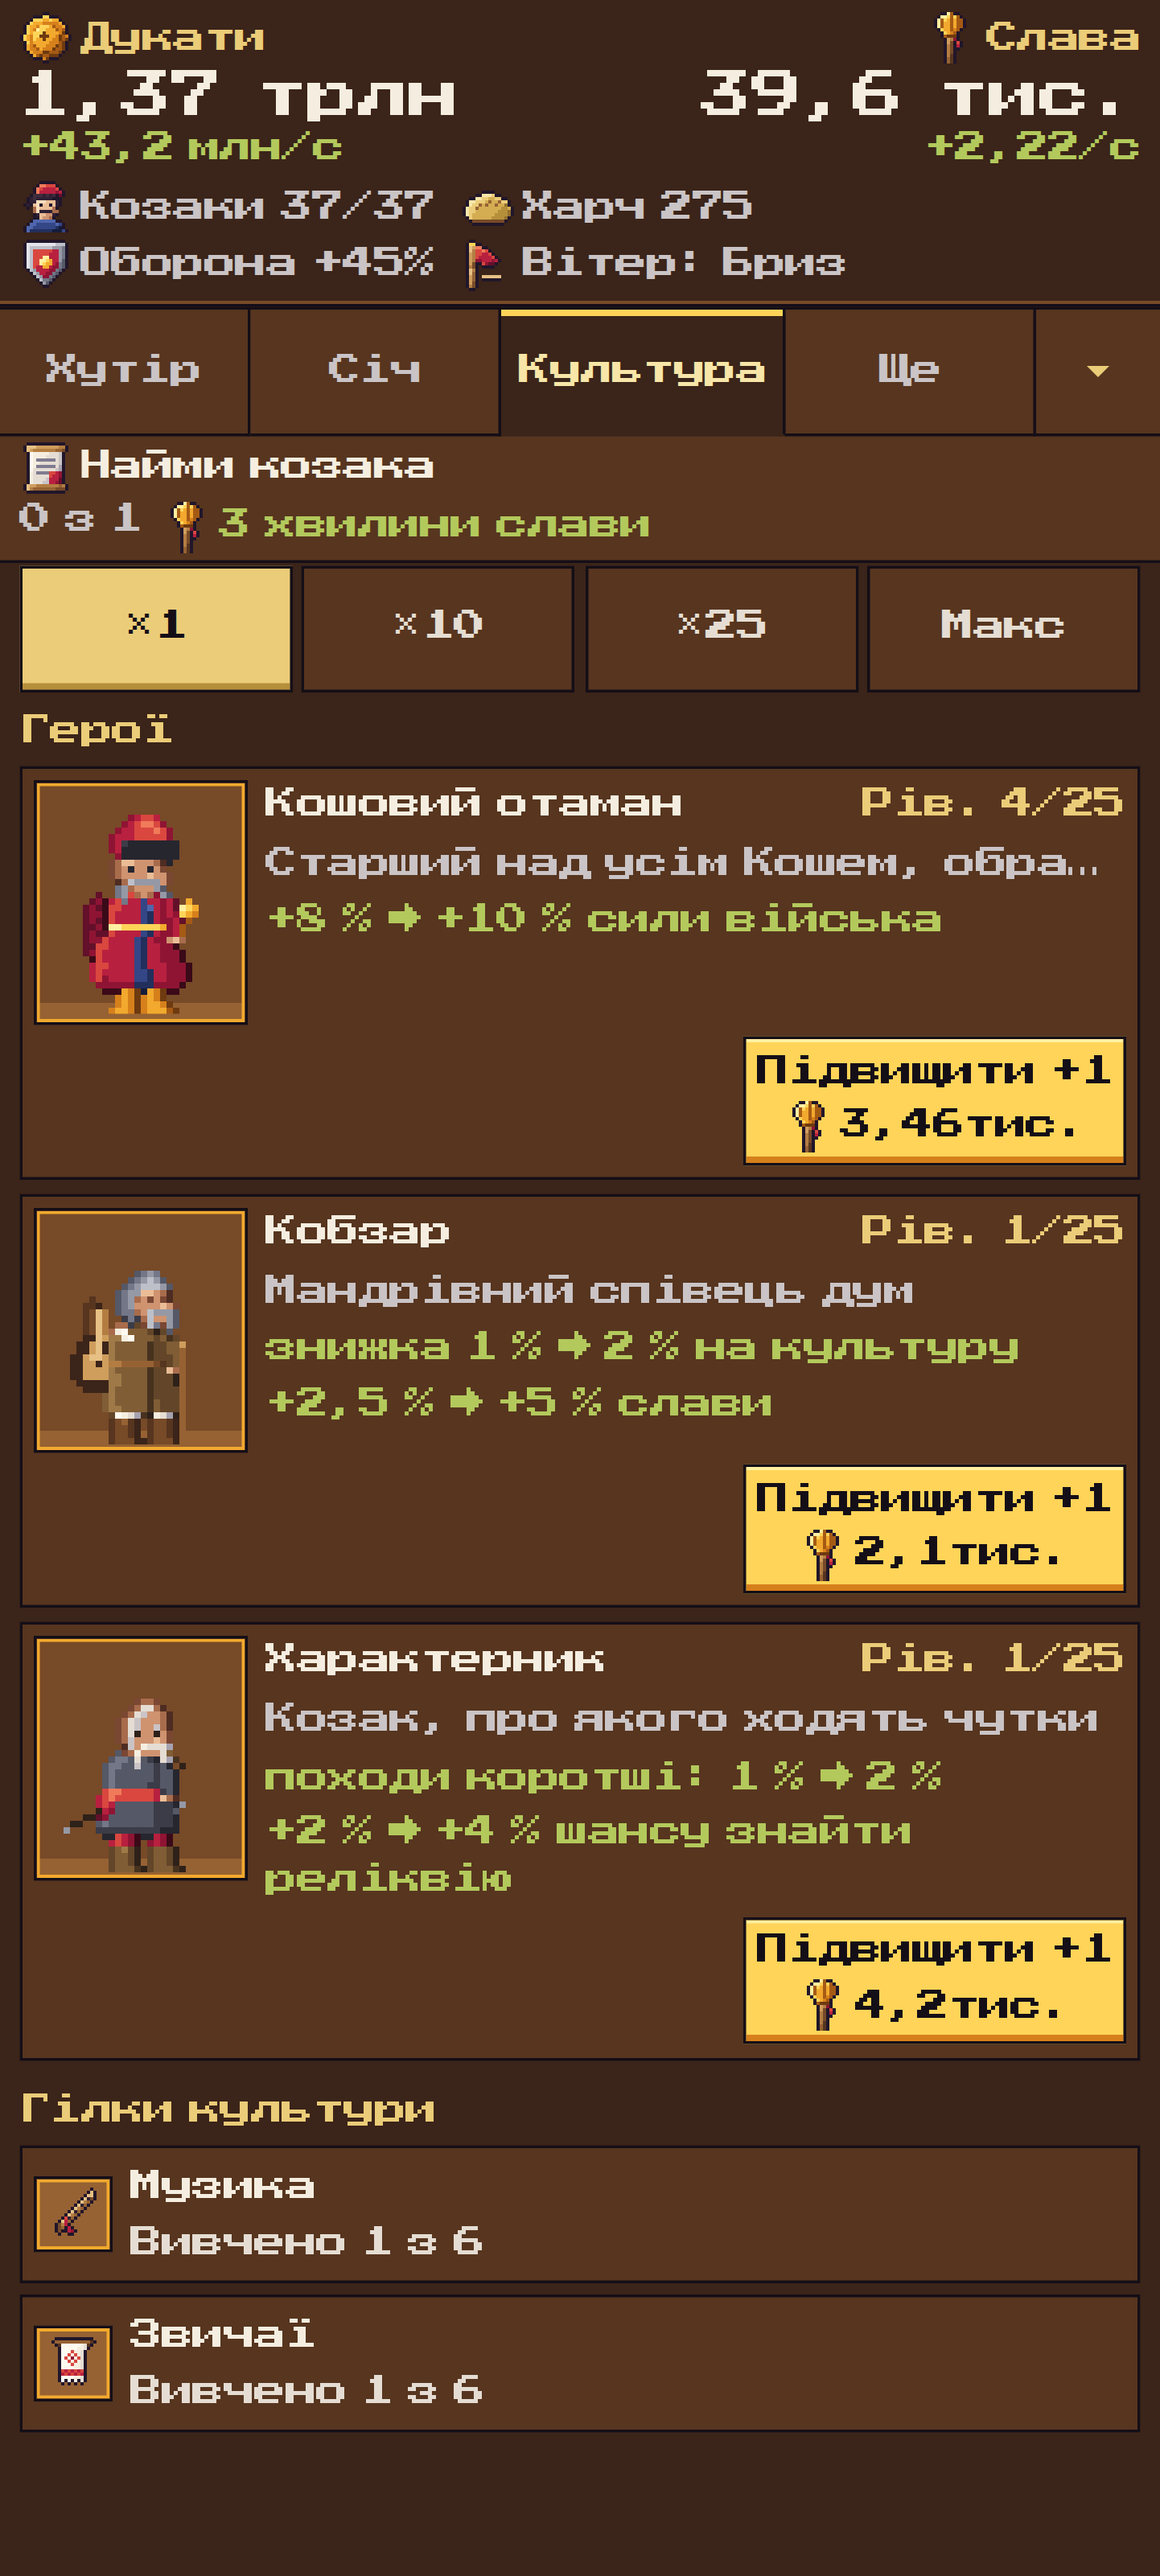 Дукати
Слава
1,37 трлн
39,6 тис.
+43,2 млн/с
+2,22/с
Козаки 37/37
Харч 275
Оборона +45%
Вітер: Бриз
Хутір
Січ
Культура
Ще
Найми козака
0 з 1
3 хвилини слави
×1
×10
×25
Макс
Герої
Кошовий отаман
Рів. 4/25
Старший над усім Кошем, обра...
+8 % → +10 % сили війська
Підвищити +1
3,46тис.
Кобзар
Рів. 1/25
Мандрівний співець дум
знижка 1 % → 2 % на культуру
+2,5 % → +5 % слави
Підвищити +1
2,1тис.
Характерник
Рів. 1/25
Козак, про якого ходять чутки
походи коротші: 1 % → 2 %
+2 % → +4 % шансу знайти
реліквію
Підвищити +1
4,2тис.
Гілки культури
Музика
Вивчено 1 з 6
Звичаї
Вивчено 1 з 6